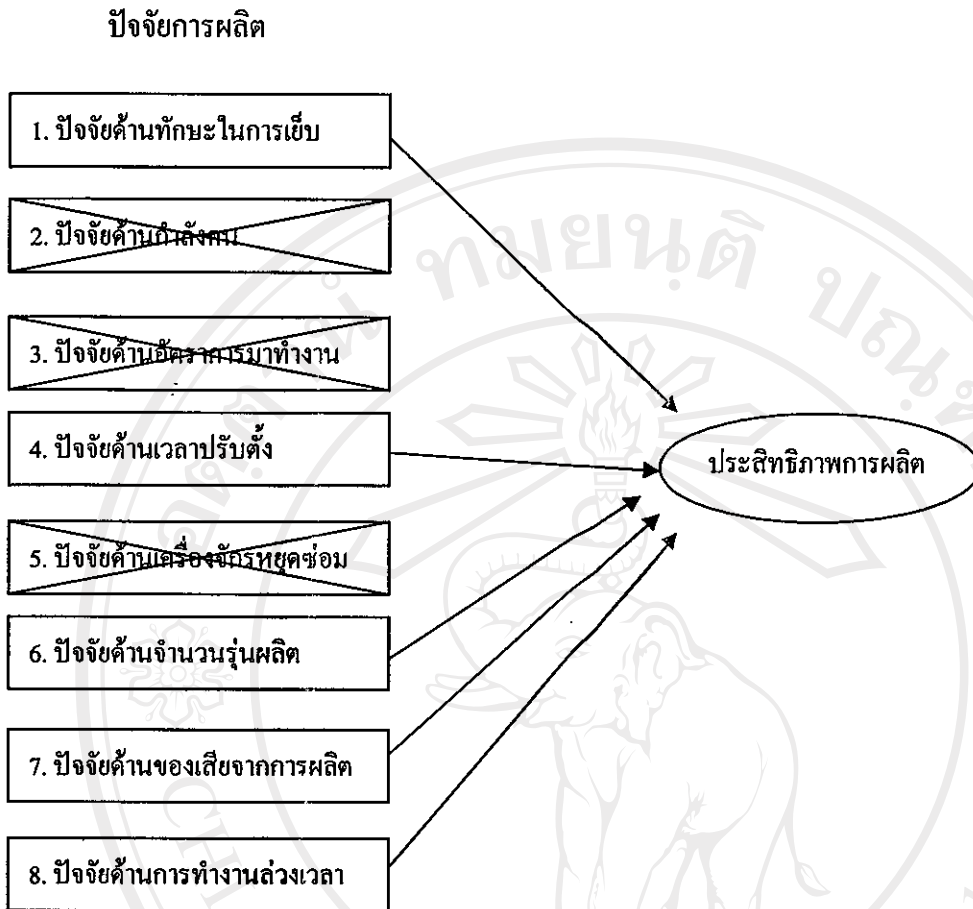 ปัจจัยการผลิต
1. ปัจจัยด้านทักษะในการเย็บ
2. ปัจจัยด้านกำลังคน
3. ปัจจัยด้านอัตราการมาทำงาน
4. ปัจจัยด้านเวลาปรับตั้ง
ประสิทธิภาพการผลิต
5. ปัจจัยด้านเครื่องจักรหยุดซ่อม
6. ปัจจัยด้านจำนวนรุ่นผลิต
7. ปัจจัยด้านของเสียจากการผลิต
8. ปัจจัยด้านการทำงานล่วงเวลา
ทมยนฺติ